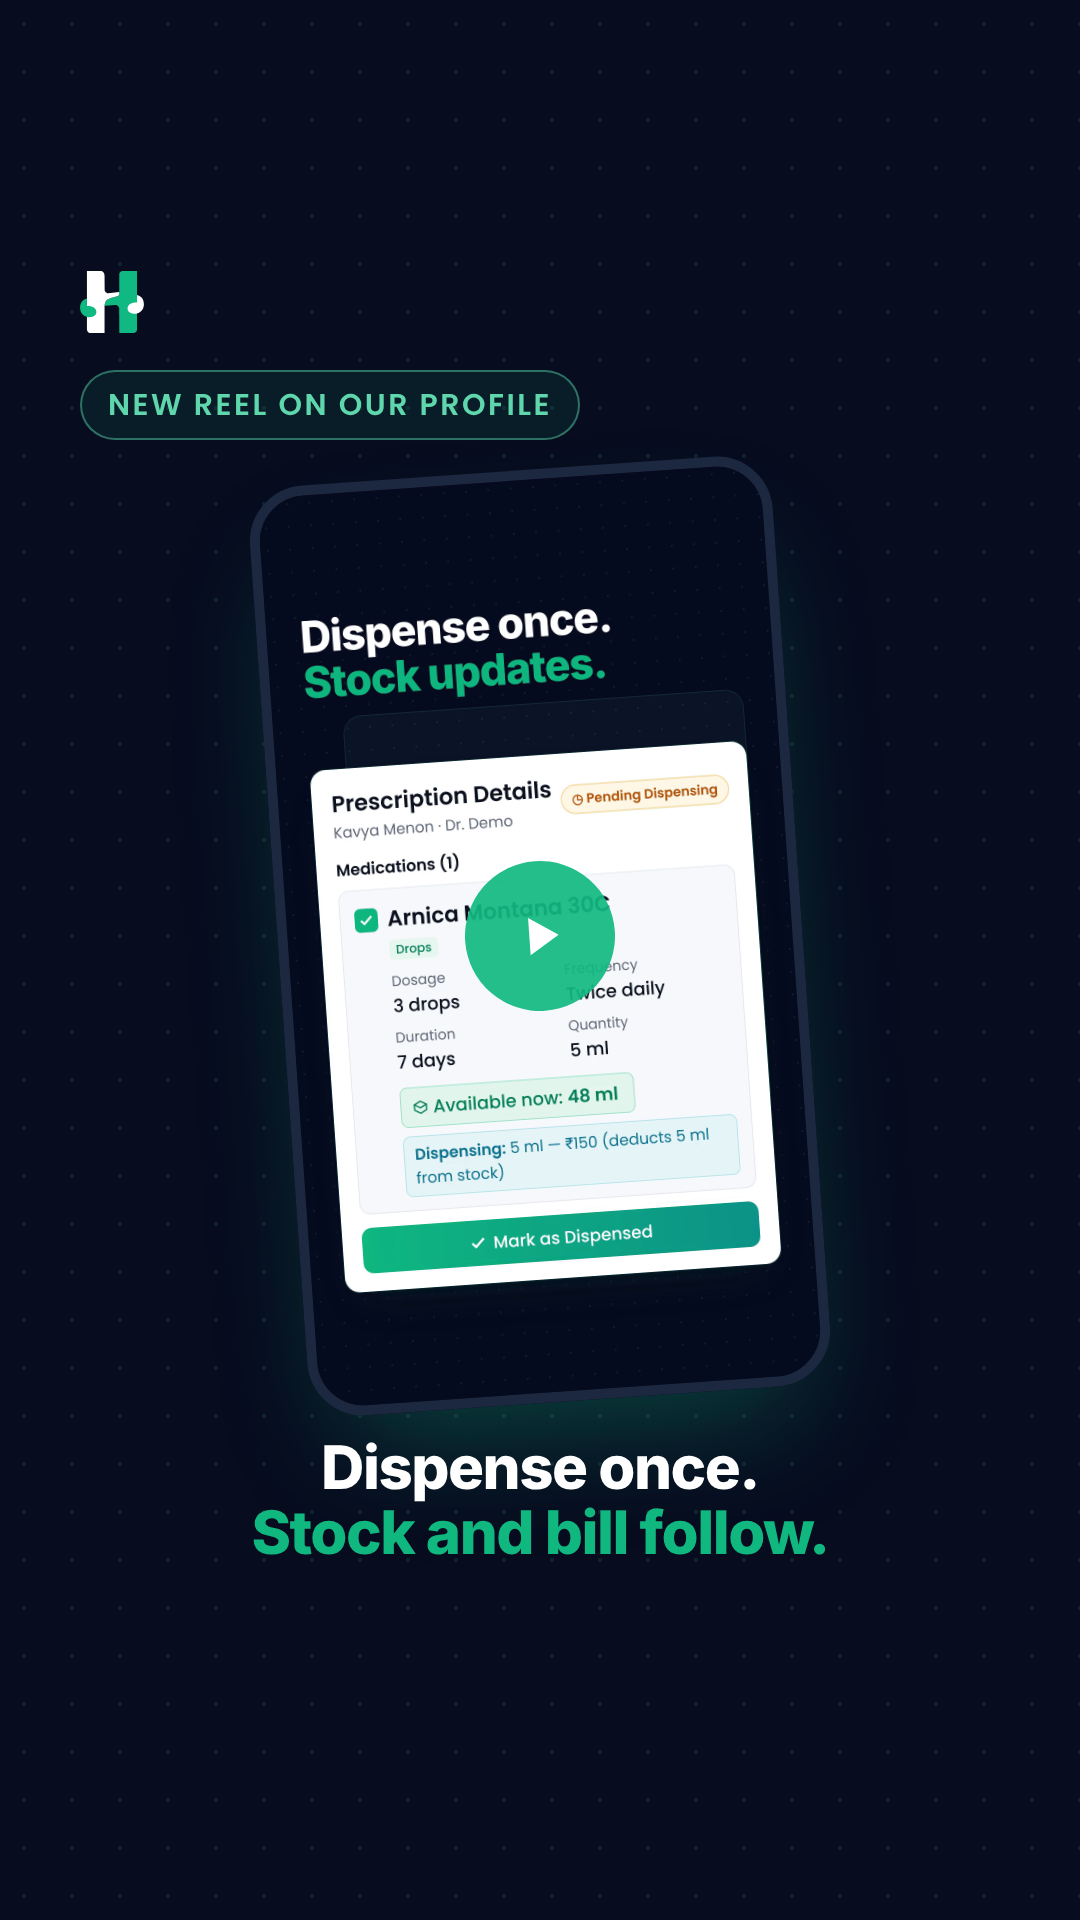 H
NEW REEL ON OUR PROFILE
Dispense once.
Stock updates.
Prescription Details
Pending Dispensing
Kavya Menon · Dr. Demo
Medications (1)
Arnica Montana 30C
Drops
Dosage
Frequency
3 drops
Twice daily
Duration
Quantity
7 days
5 ml
Available now: 48 ml
Dispensing: 5 ml — ₹150 (deducts 5 ml
from stock)
Mark as Dispensed
Dispense once.
Stock and bill follow.